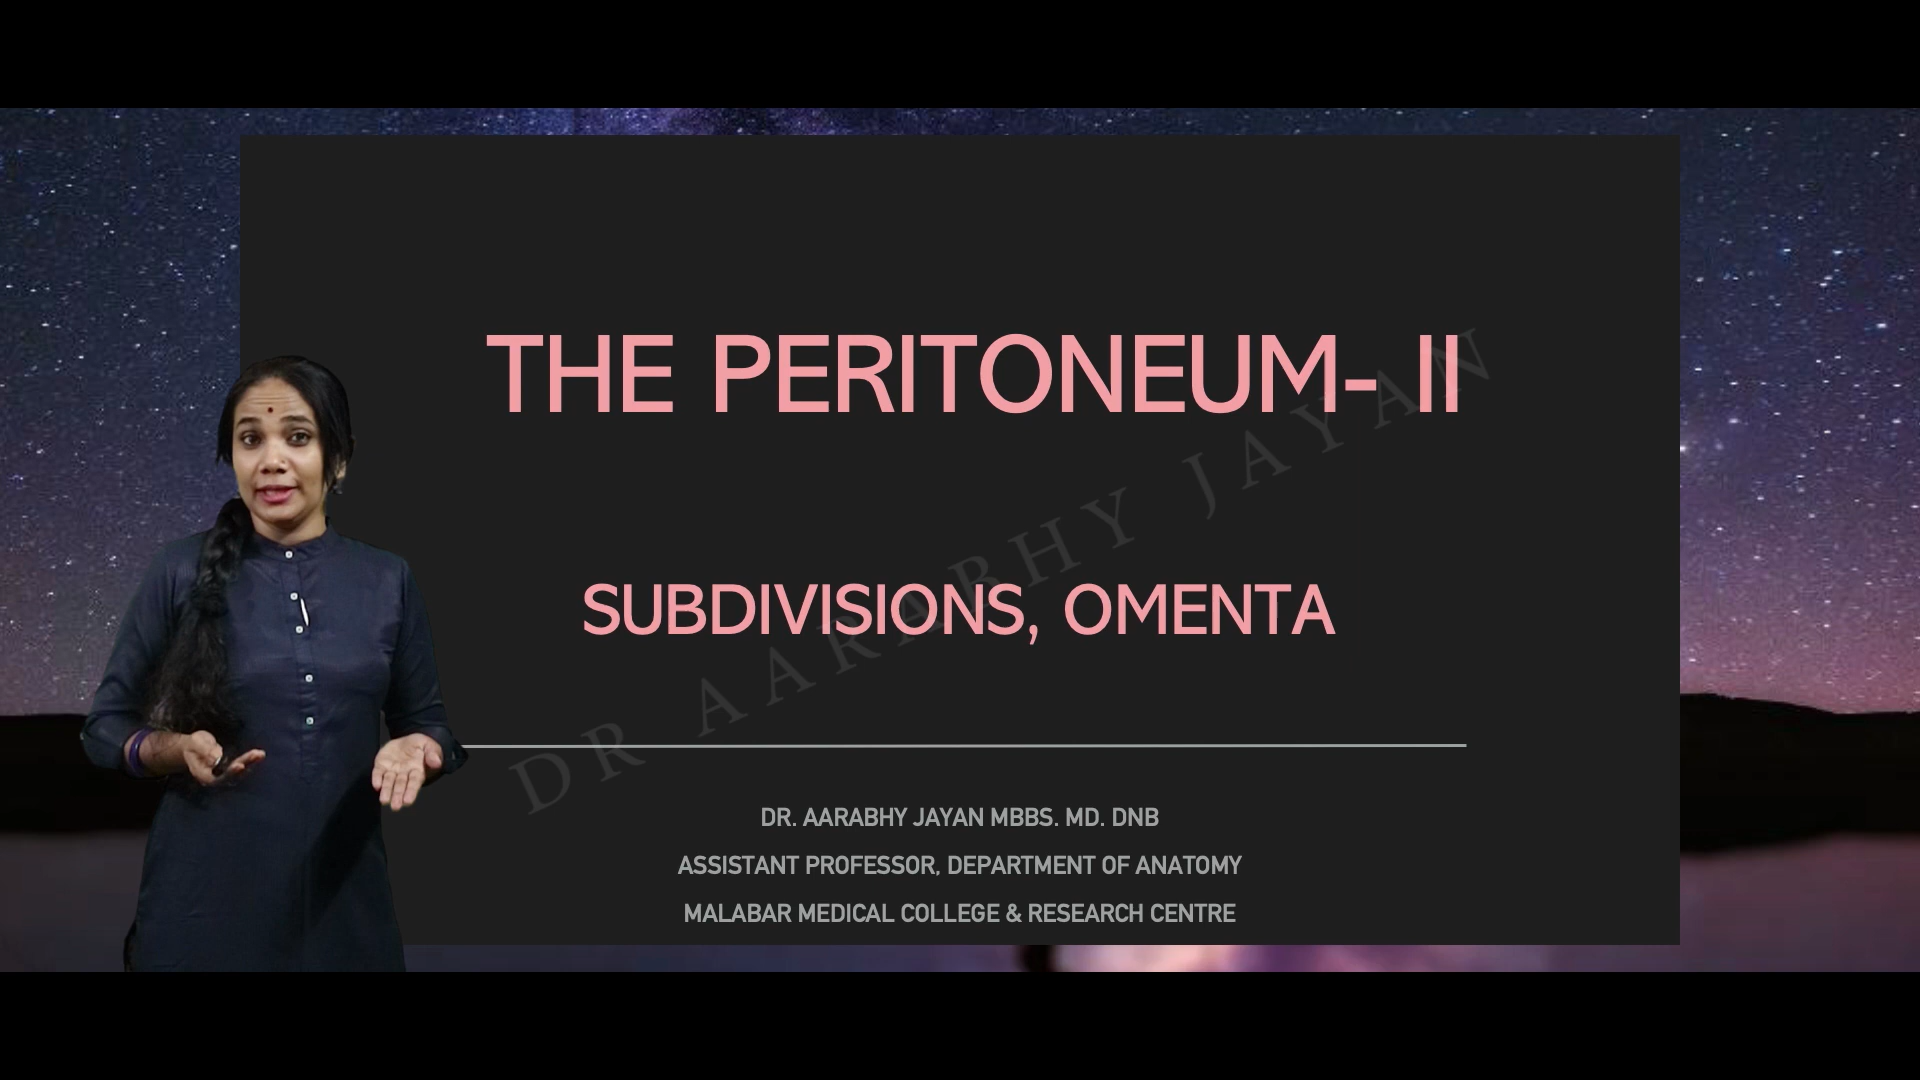 THE PERITONEUM- II
SUBDIVISIONS, OMENTA
DR AARABHY JAYAN
DR. AARABHY JAYAN MBBS. MD. DNB
ASSISTANT PROFESSOR, DEPARTMENT OF ANATOMY
MALABAR MEDICAL COLLEGE & RESEARCH CENTRE